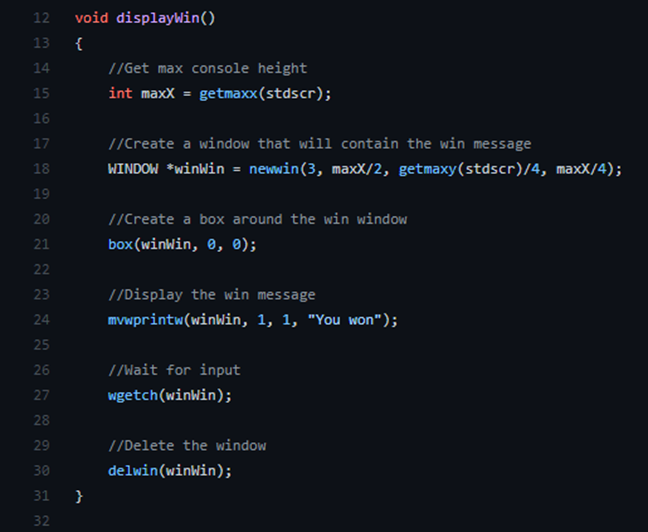 12 void displayWin()
13 {
14 //Get max console height
15 int maxX = getmaxx(stdscr);
16
17 //Create a window that will contain the win message
18 WINDOW *winWin = newwin(3, maxX/2, getmaxy(stdscr)/4, maxX/4);
19
20 //Create a box around the win window
21 box(winWin, 0, 0);
22
23 //Display the win message
24 mvwprintw(winWin, 1, 1, "You won");
25
26 //Wait for input
27 wgetch(winWin);
28
29 //Delete the window
30 delwin(winWin);
31 }
32